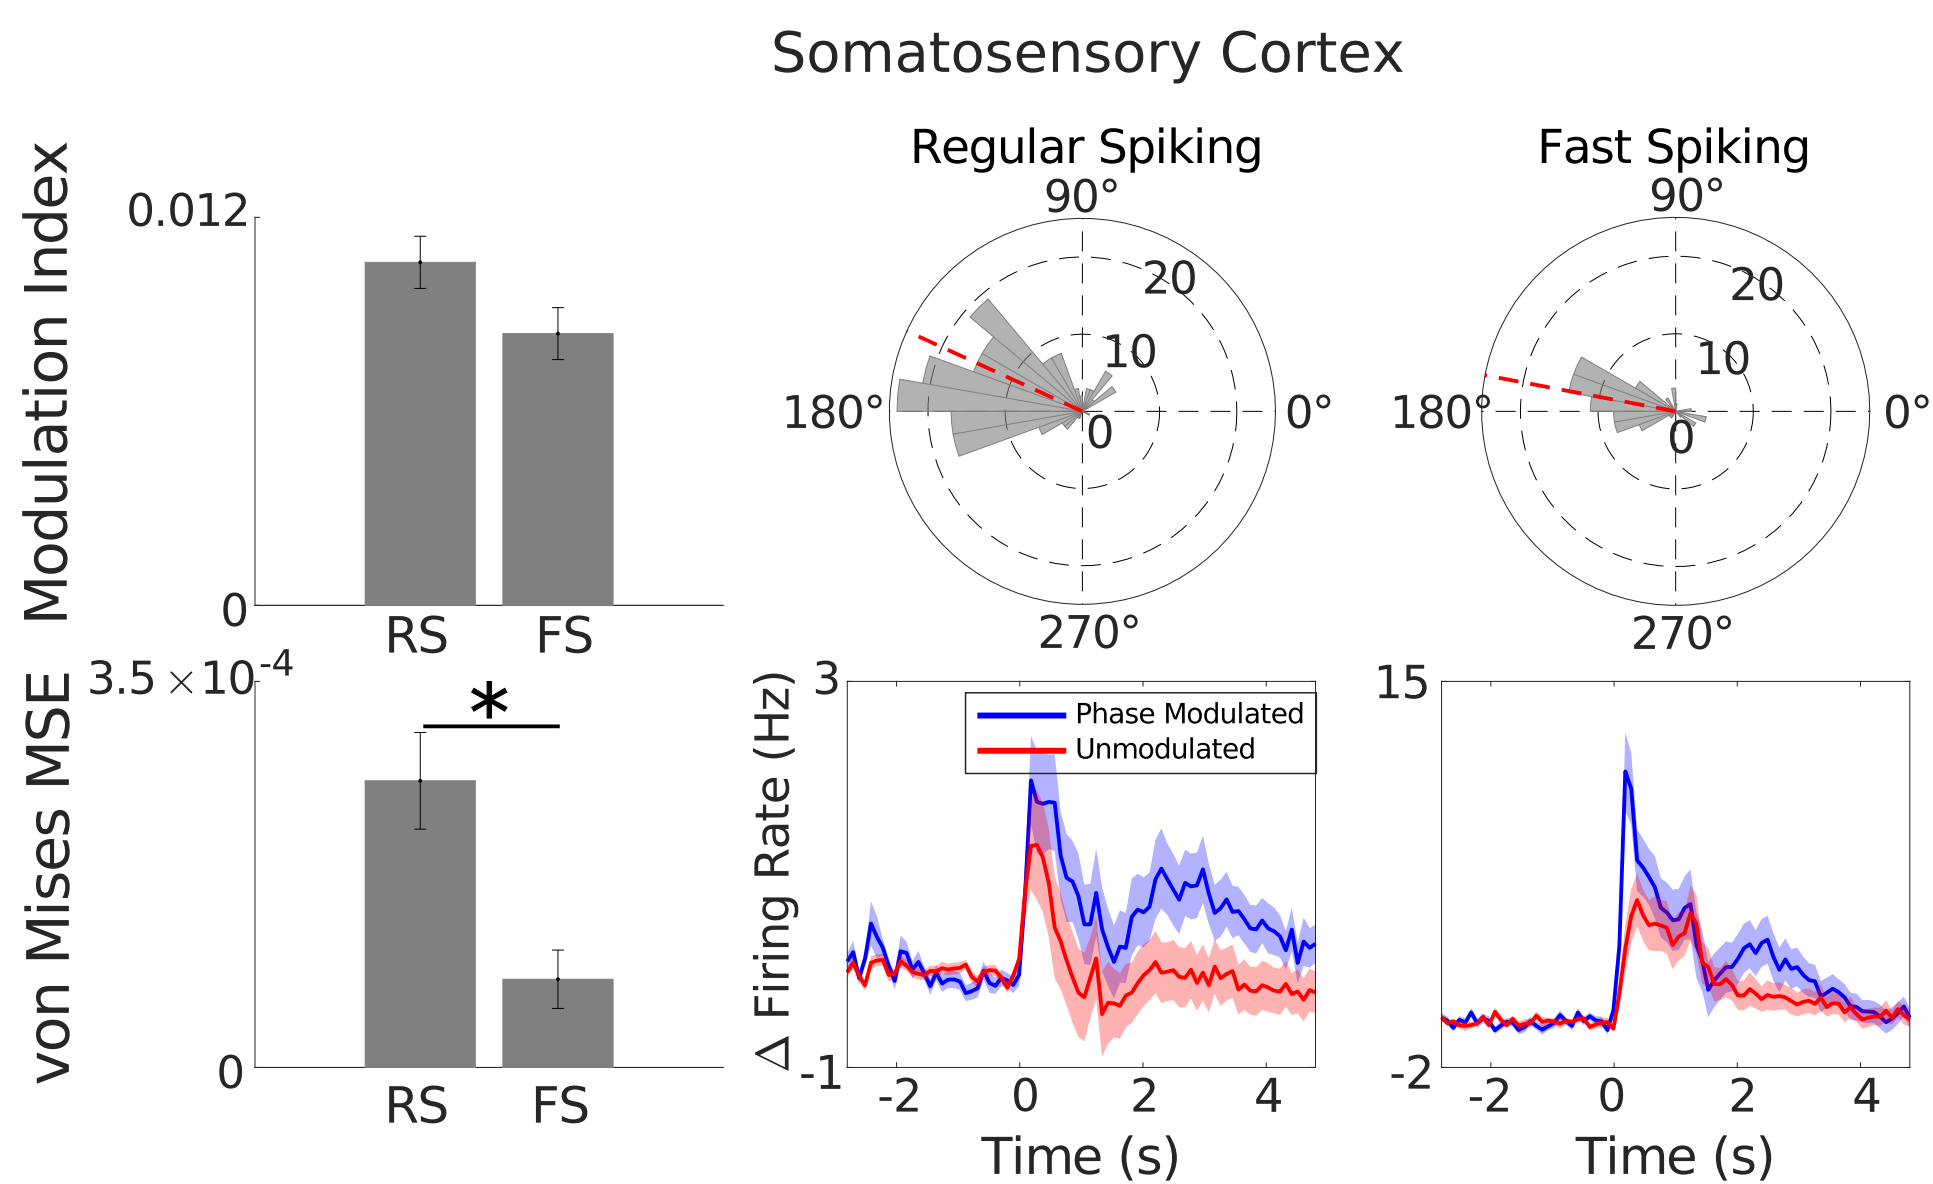 Somatosensory Cortex
Modulation Index
0.012
0
RS FS
Regular Spiking
90°
180°
0°
270°
20
10
0
Fast Spiking
90°
180°
0°
270°
20
10
0
von Mises MSE
3.5 ×10-4
0
*
RS FS
Δ Firing Rate (Hz)
3
-1
Phase Modulated
Unmodulated
-2 0 2 4
Time (s)
15
-2
-2 0 2 4
Time (s)